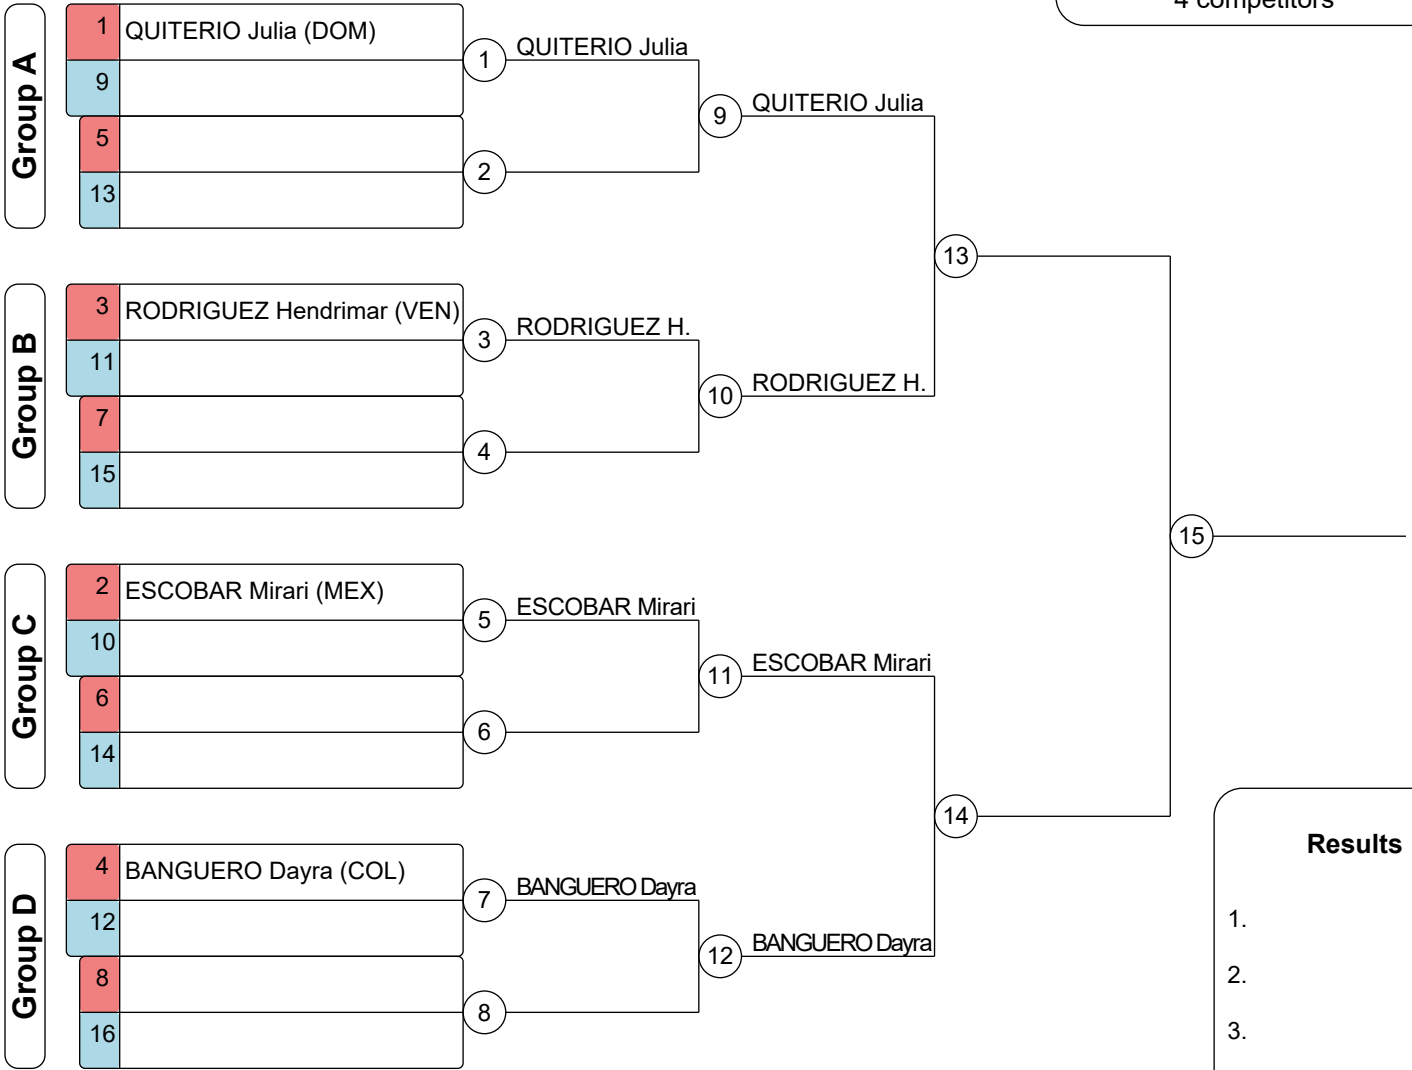 4 competitors
Group A
1 QUITERIO Julia (DOM)
9
5
13
1 QUITERIO Julia
2
9 QUITERIO Julia
13
Group B
3 RODRIGUEZ Hendrimar (VEN)
11
7
15
3 RODRIGUEZ H.
4
10 RODRIGUEZ H.
15
Group C
2 ESCOBAR Mirari (MEX)
10
6
14
5 ESCOBAR Mirari
6
11 ESCOBAR Mirari
14
Group D
4 BANGUERO Dayra (COL)
12
8
16
7 BANGUERO Dayra
8
12 BANGUERO Dayra
Results
1.
2.
3.